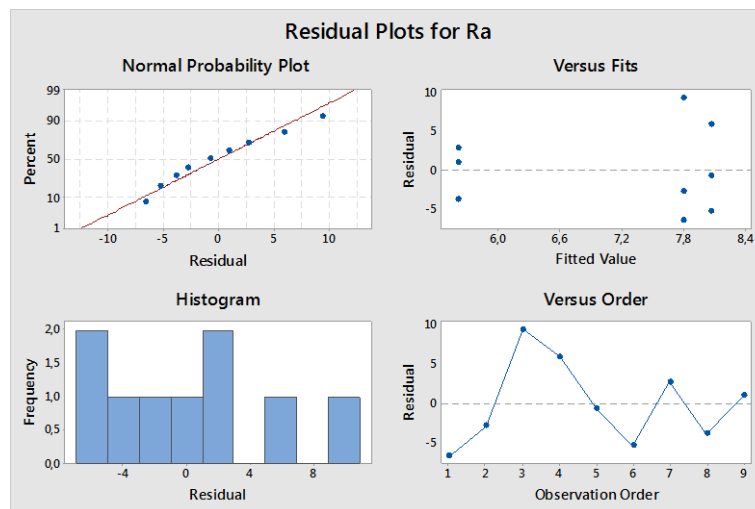 Residual Plots for Ra
Normal Probability Plot
99
90
50
10
1
Percent
-10 -5 0 5 10
Residual
Versus Fits
10
5
0
-5
Residual
6,0 6,6 7,2 7,8 8,4
Fitted Value
Histogram
2,0
1,5
1,0
0,5
0,0
Frequency
-4 0 4 8
Residual
Versus Order
10
5
0
-5
Residual
1 2 3 4 5 6 7 8 9
Observation Order